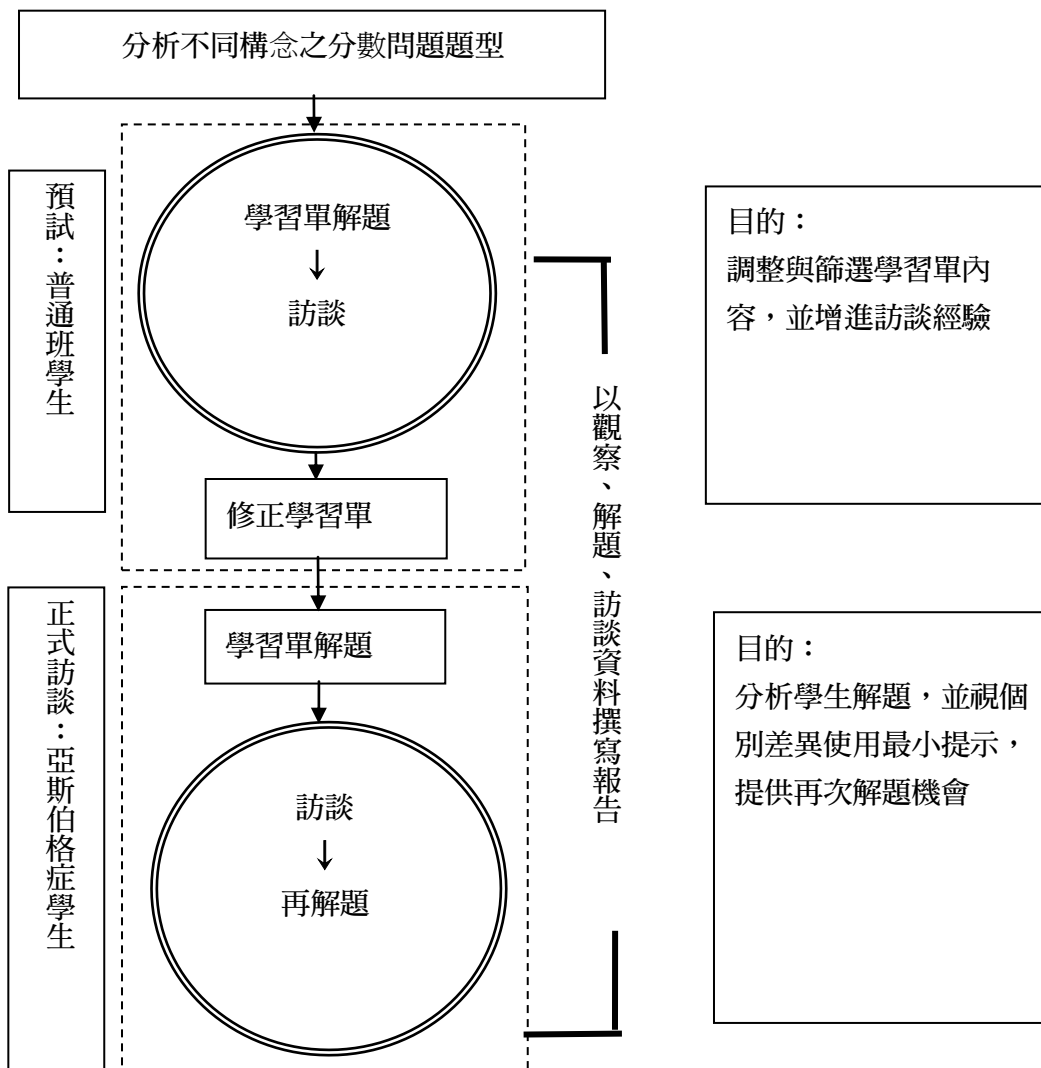 分析不同構念之分數問題題型
預試：普通班學生
學習單解題
↓
訪談
修正學習單
目的：
調整與篩選學習單內
容，並增進訪談經驗
以觀察、解題、訪談資料撰寫報告
正式訪談：亞斯伯格症學生
學習單解題
訪談
↓
再解題
目的：
分析學生解題，並視個
別差異使用最小提示，
提供再次解題機會